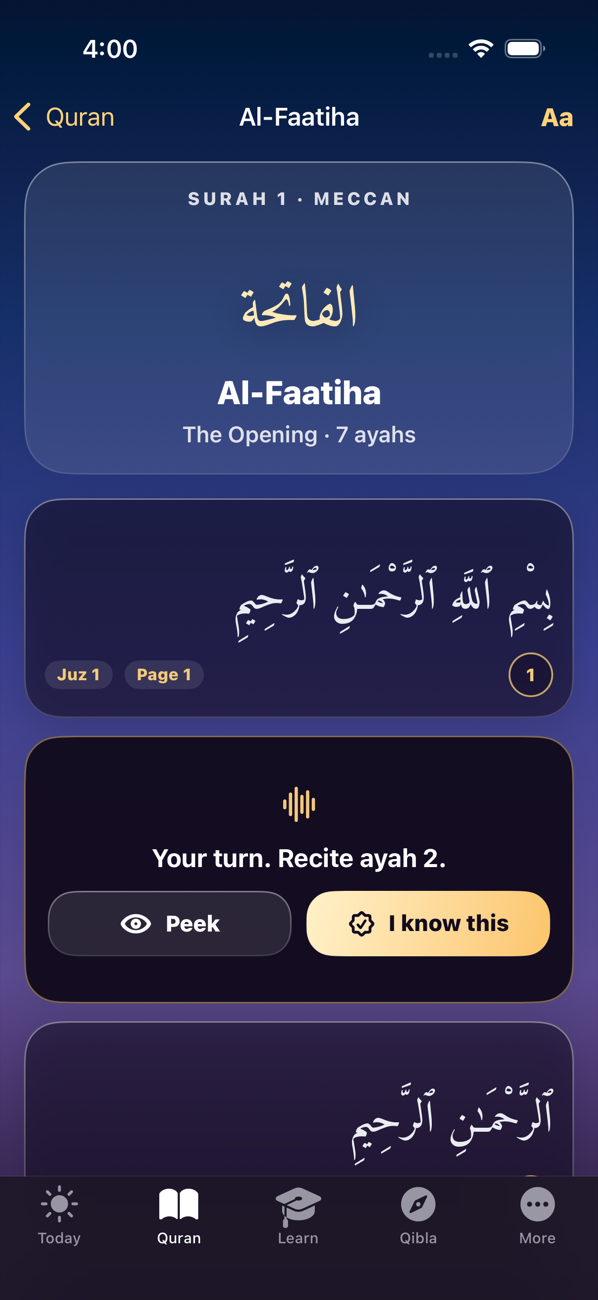 4:00
Quran
Al-Faatiha
Aa
SURAH 1 · MECCAN
الفاتحة
Al-Faatiha
The Opening · 7 ayahs
بِسْمِ ٱللَّهِ ٱلرَّحْمَـٰنِ ٱلرَّحِيمِ
Juz 1 Page 1 1
Your turn. Recite ayah 2.
Peek I know this
ٱلرَّحْمَـٰنِ ٱلرَّحِيمِ
Today Quran Learn Qibla More